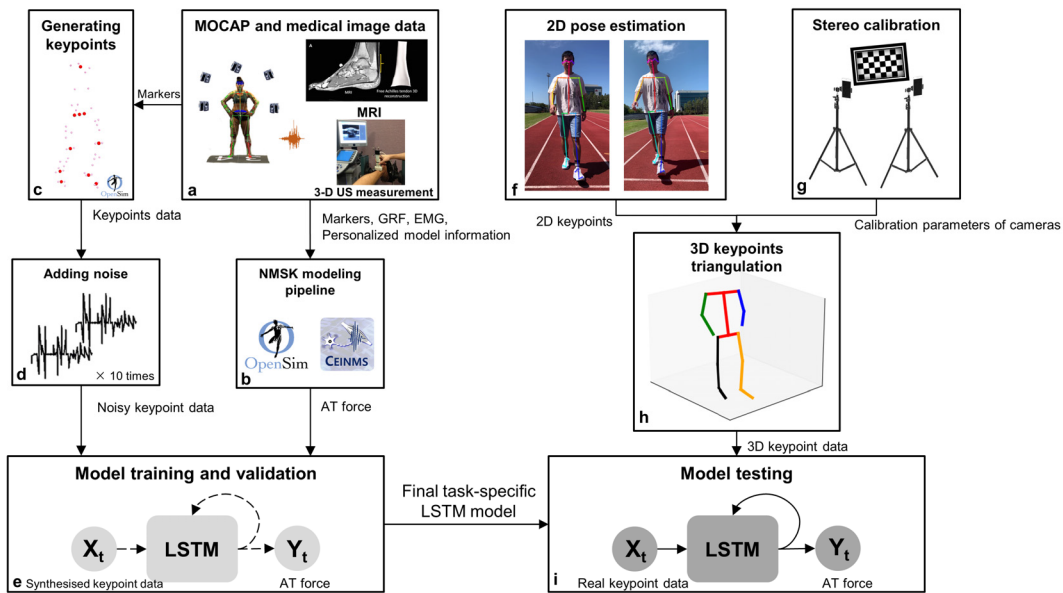 Generating
keypoints
c
OpenSim
Markers
MOCAP and medical image data
A
MRI
Free Achilles tendon 3D
reconstruction
MRI
3-D US measurement
a
2D pose estimation
f
Stereo calibration
g
Keypoints data
Markers, GRF, EMG,
Personalized model information
2D keypoints
Calibration parameters of cameras
Adding noise
× 10 times
d
NMSK modeling
pipeline
OpenSim
CEINMS
b
3D keypoints
triangulation
h
Noisy keypoint data
AT force
3D keypoint data
Model training and validation
Xt
LSTM
Yt
e Synthesised keypoint data
AT force
Final task-specific
LSTM model
Model testing
Xt
LSTM
Yt
i
Real keypoint data
AT force